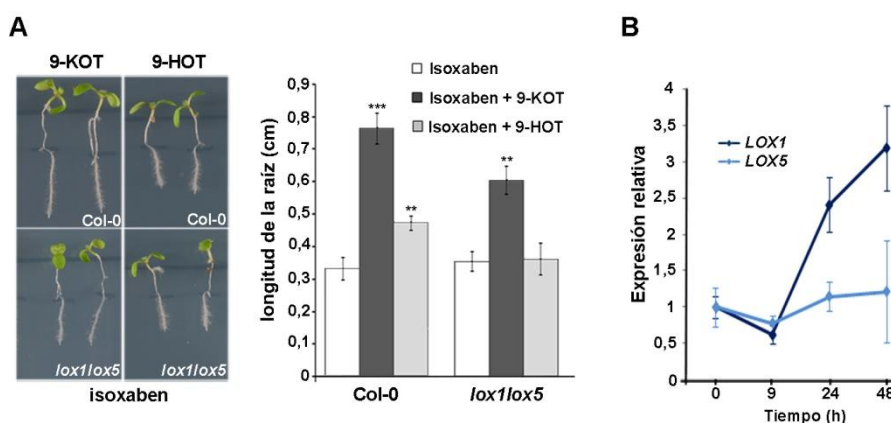 A
B
9-KOT 9-HOT
Col-0 Col-0
lox1lox5 lox1lox5
isoxaben
longitud de la raíz (cm)
0,8
0,7
0,6
0,5
0,4
0,3
0,2
0,1
0
Isoxaben
Isoxaben + 9-KOT
Isoxaben + 9-HOT
***
**
**
Col-0 lox1lox5
Expresión relativa
4
3,5
3
2,5
2
1,5
1
0,5
0
LOX1
LOX5
0 9 24 48
Tiempo (h)